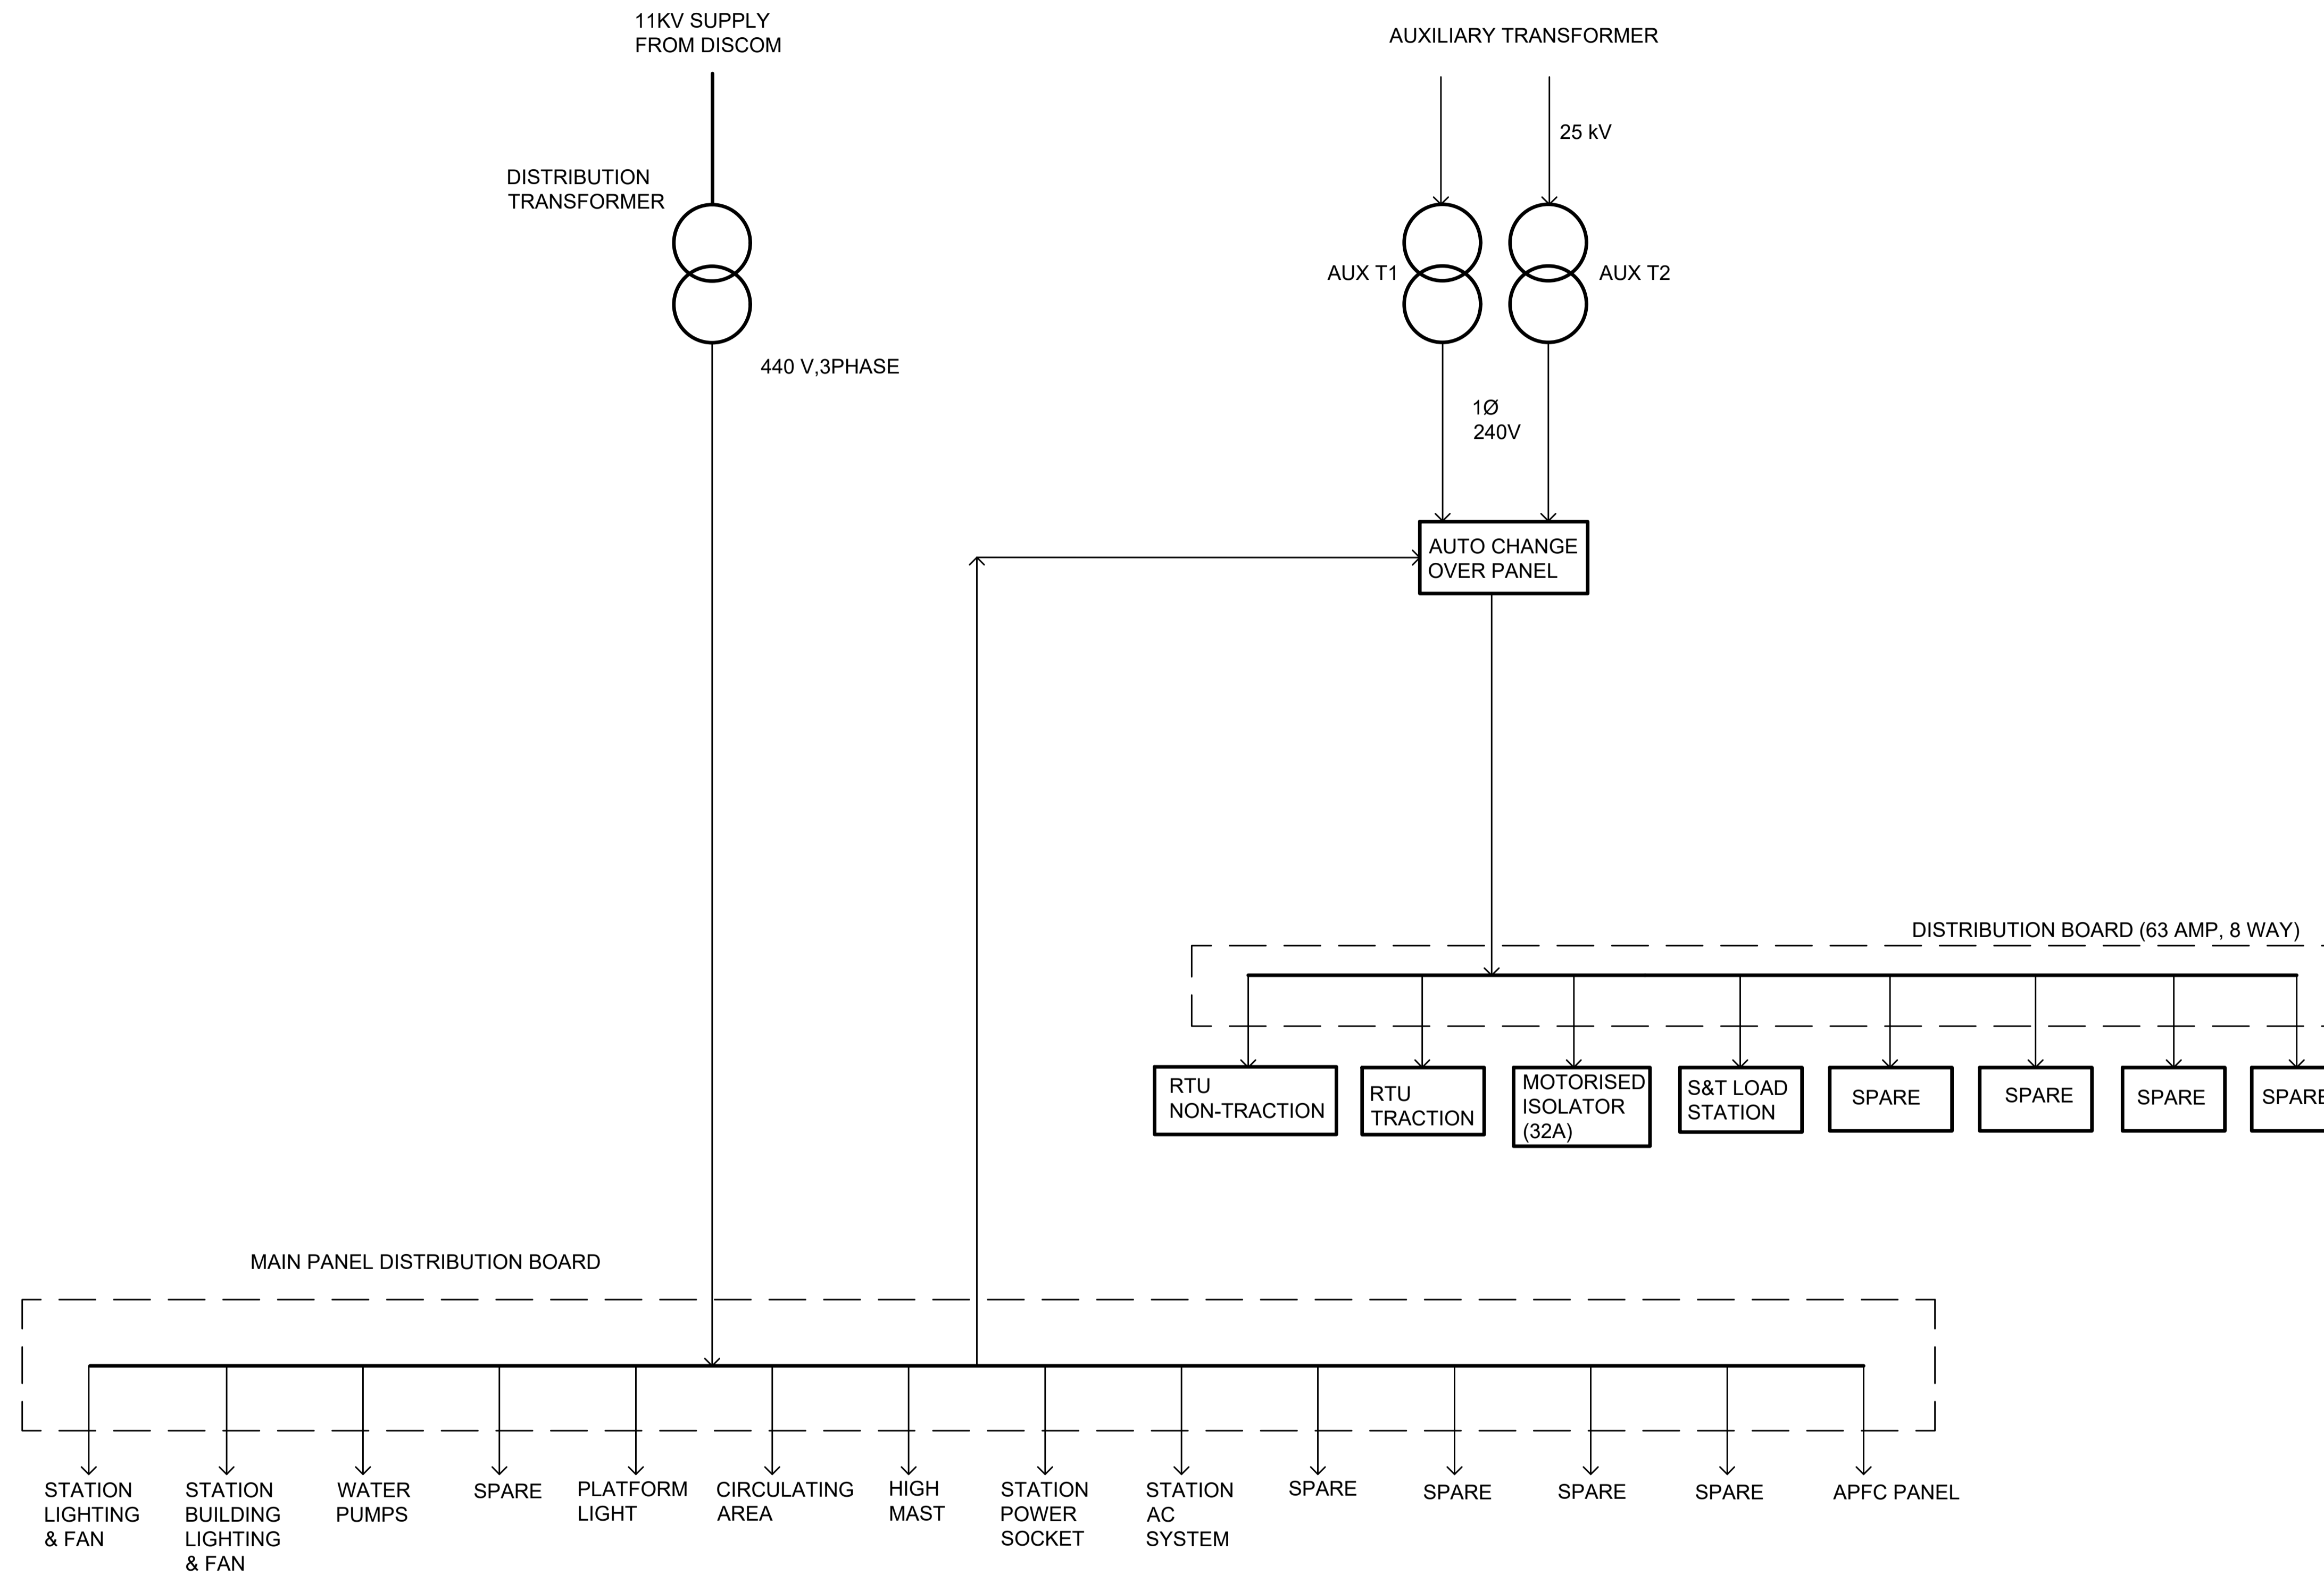 11KV SUPPLY
FROM DISCOM
AUXILIARY TRANSFORMER
25 kV
DISTRIBUTION
TRANSFORMER
AUX T1
AUX T2
440 V,3PHASE
1Ø
240V
AUTO CHANGE
OVER PANEL
DISTRIBUTION BOARD (63 AMP, 8 WAY)
RTU
NON-TRACTION
RTU
TRACTION
MOTORISED
ISOLATOR
(32A)
S&T LOAD
STATION
SPARE
SPARE
SPARE
SPARE
MAIN PANEL DISTRIBUTION BOARD
STATION
LIGHTING
& FAN
STATION
BUILDING
LIGHTING
& FAN
WATER
PUMPS
SPARE
PLATFORM
LIGHT
CIRCULATING
AREA
HIGH
MAST
STATION
POWER
SOCKET
STATION
AC
SYSTEM
SPARE
SPARE
SPARE
SPARE
APFC PANEL